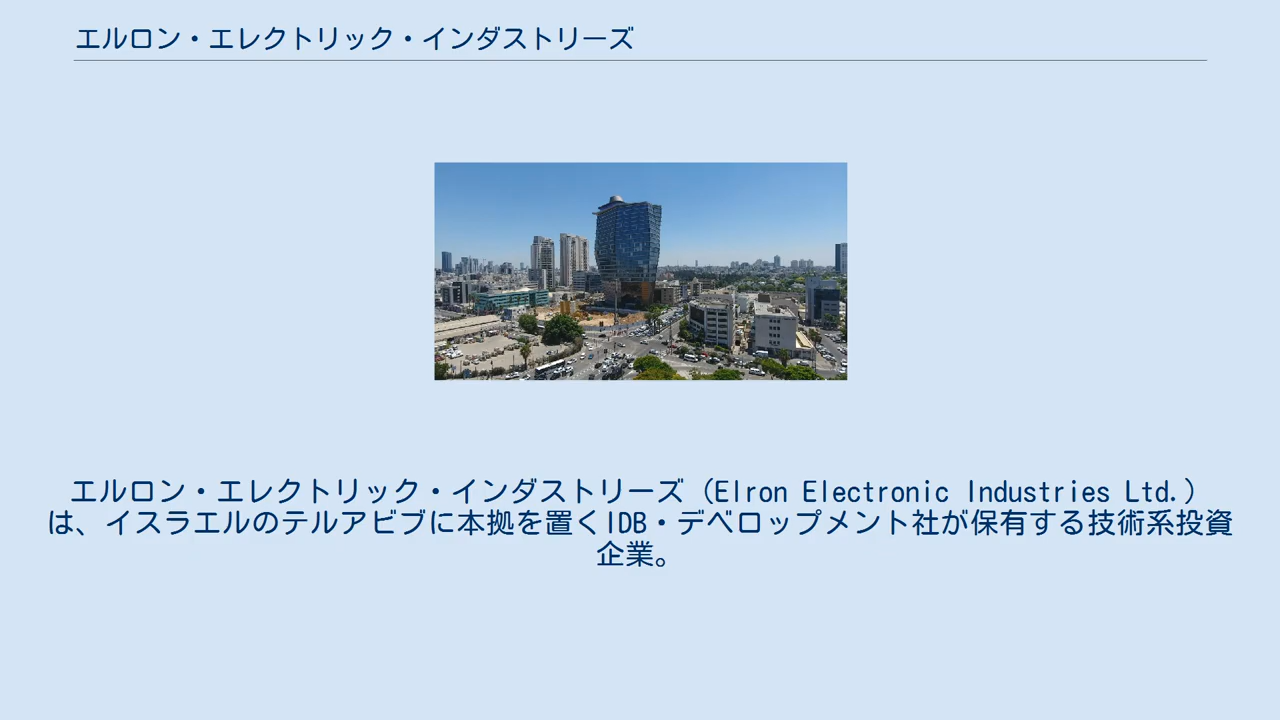 エルロン・エレクトリック・インダストリーズ
エルロン・エレクトリック・インダストリーズ（Elron Electronic Industries Ltd.）
は、イスラエルのテルアビブに本拠を置くIDB・デベロップメント社が保有する技術系投資
企業。